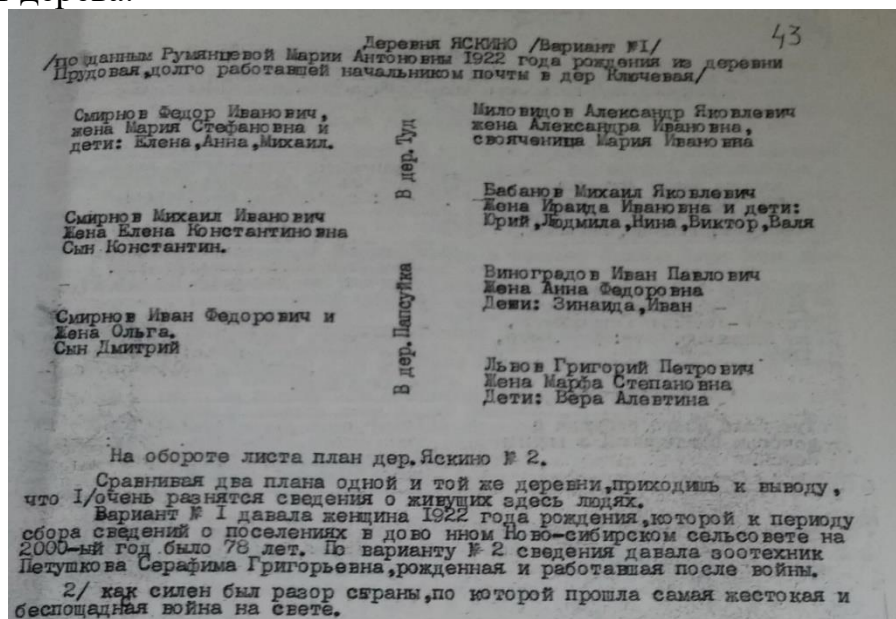 дерева.
43
Деревня ЯСКИНО /Вариант №I/
/по данным Румянцевой Марии Антоновны 1922 года рождения из деревни
Прудовая,долго работавшей начальником почты в дер Ключевая/
Смирнов Федор Иванович,
жена Мария Стефановна и
дети: Елена,Анна,Михаил.
Смирнов Михаил Иванович
Жена Елена Константиновна
Сын Константин.
Смирнов Иван Федорович и
Жена Ольга.
Сын Дмитрий
В дер. Туд
В дер. Папсуйка
Миловидов Александр Яковлевич
жена Александра Ивановна,
свояченица Мария Ивановна
Бабанов Михаил Яковлевич
Жена Ираида Ивановна и дети:
Юрий,Людмила,Нина,Виктор,Валя
Виноградов Иван Павлович
Жена Анна Федоровна
Деши: Зинаида,Иван
Львов Григорий Петрович
Жена Марфа Степановна
Дети: Вера Алевтина
На обороте листа план дер.Яскино № 2.
Сравнивая два плана одной и той же деревни,приходишь к выводу,
что I/очень разнятся сведения о живущих здесь людях.
Вариант № I давала женщина 1922 года рождения,которой к периоду
сбора сведений о поселениях в дово нном Ново-сибирском сельсовете на
2000-ый год было 78 лет. По варианту № 2 сведения давала зоотехник
Петушкова Серафима Григорьевна,рожденная и работавшая после войны.
2/ как силен был разор страны,по которой прошла самая жестокая и
беспощадная война на свете.